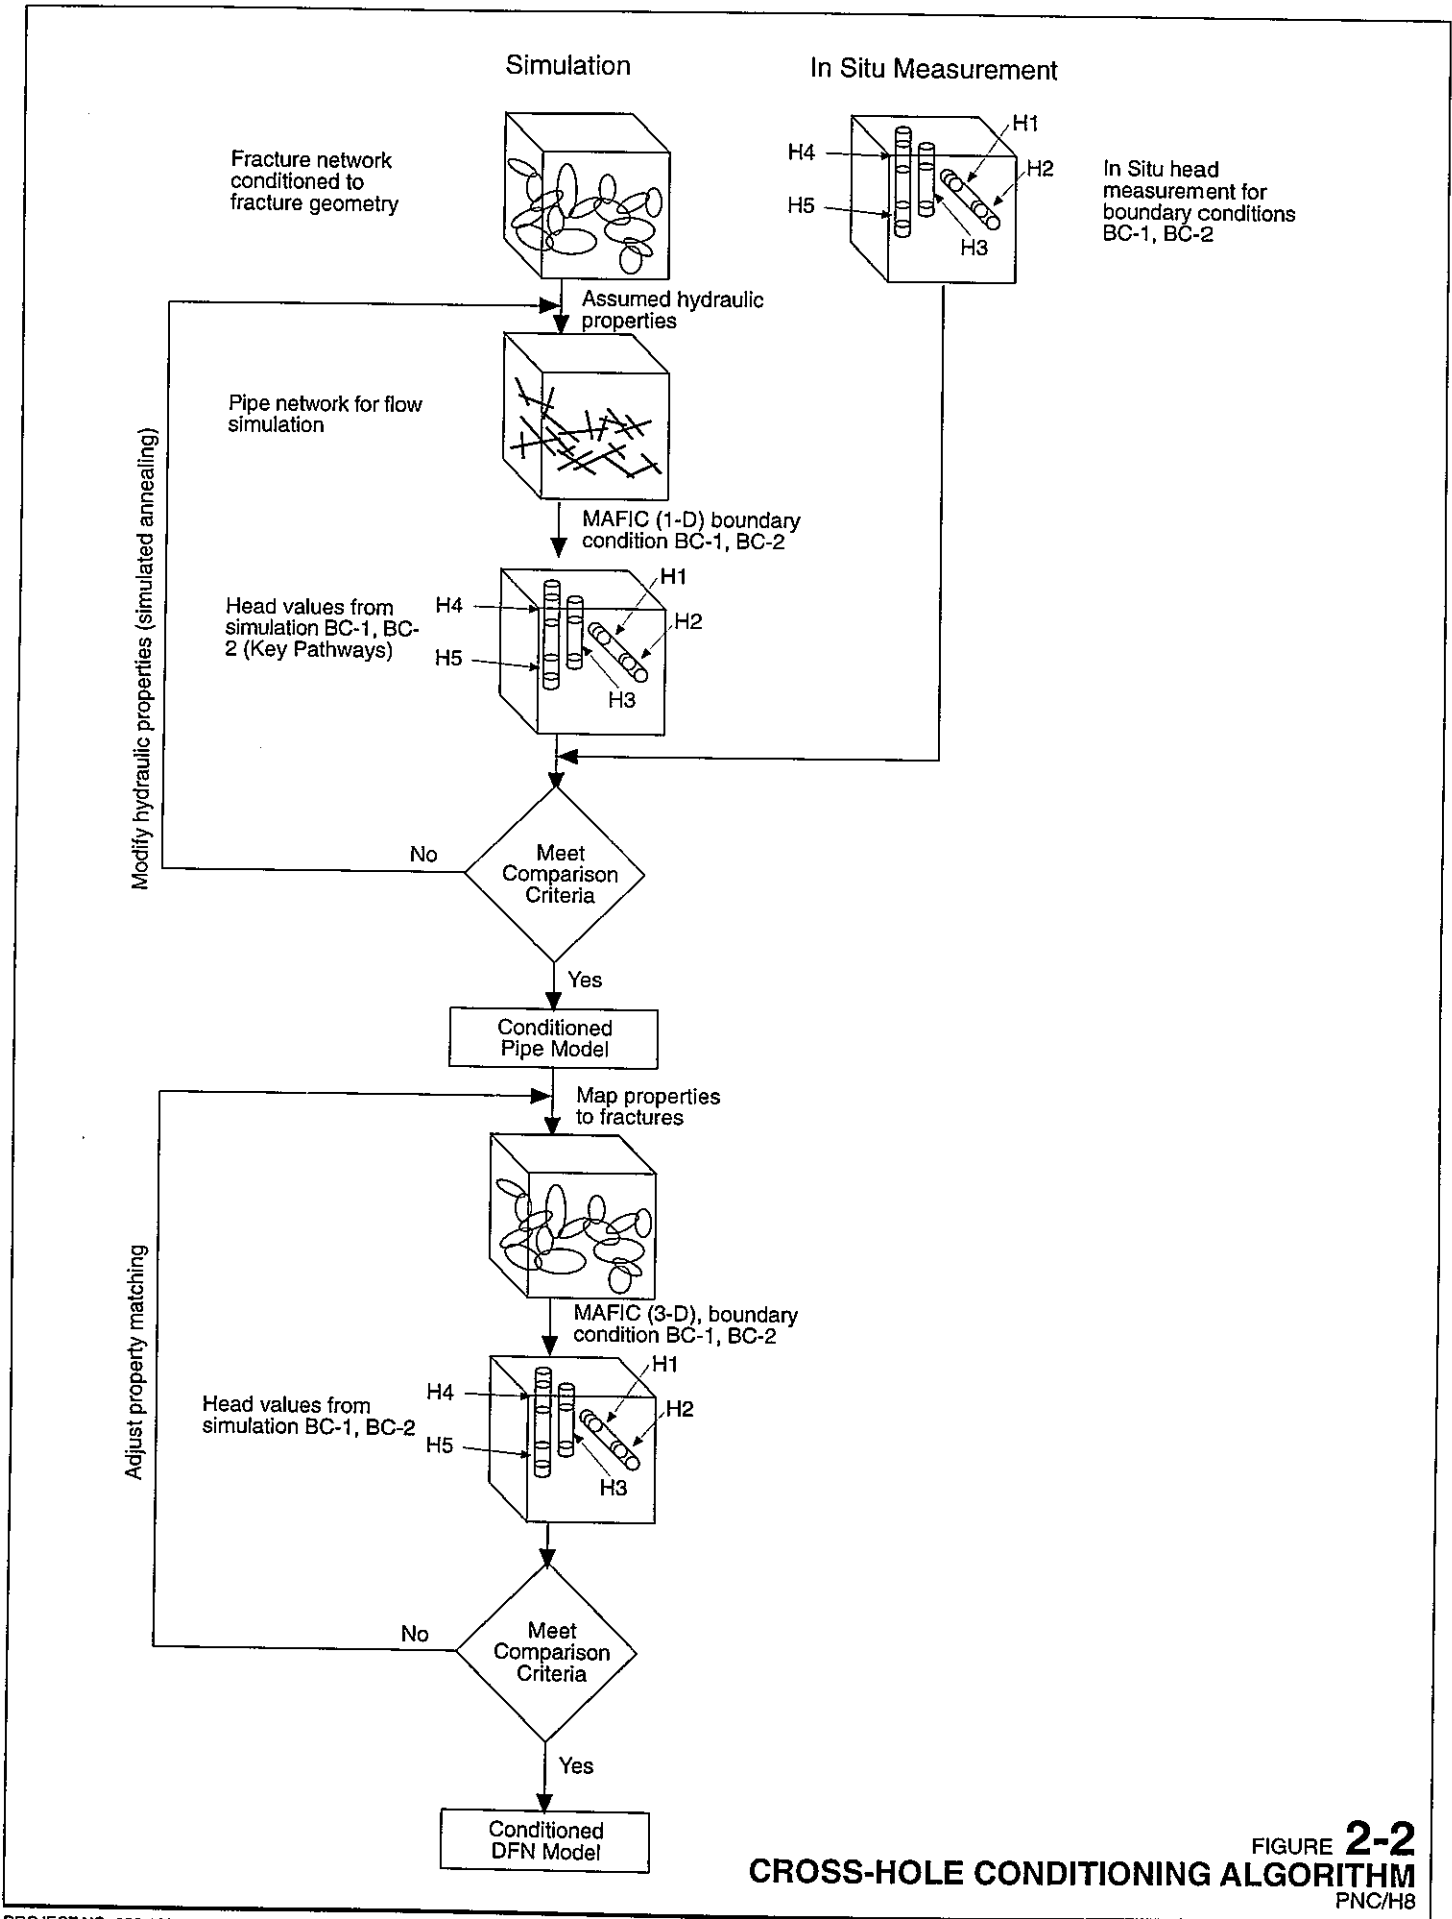 Simulation
In Situ Measurement
Fracture network
conditioned to
fracture geometry
H1
H4
H2
H5
H3
In Situ head
measurement for
boundary conditions
BC-1, BC-2
Assumed hydraulic
properties
Pipe network for flow
simulation
MAFIC (1-D) boundary
condition BC-1, BC-2
Modify hydraulic properties (simulated annealing)
Head values from
simulation BC-1, BC-
2 (Key Pathways)
H1
H4
H2
H5
H3
No
Meet
Comparison
Criteria
Yes
Conditioned
Pipe Model
Map properties
to fractures
Adjust property matching
MAFIC (3-D), boundary
condition BC-1, BC-2
Head values from
simulation BC-1, BC-2
H1
H4
H2
H5
H3
No
Meet
Comparison
Criteria
Yes
Conditioned
DFN Model
FIGURE 2-2
CROSS-HOLE CONDITIONING ALGORITHM
PNC/H8